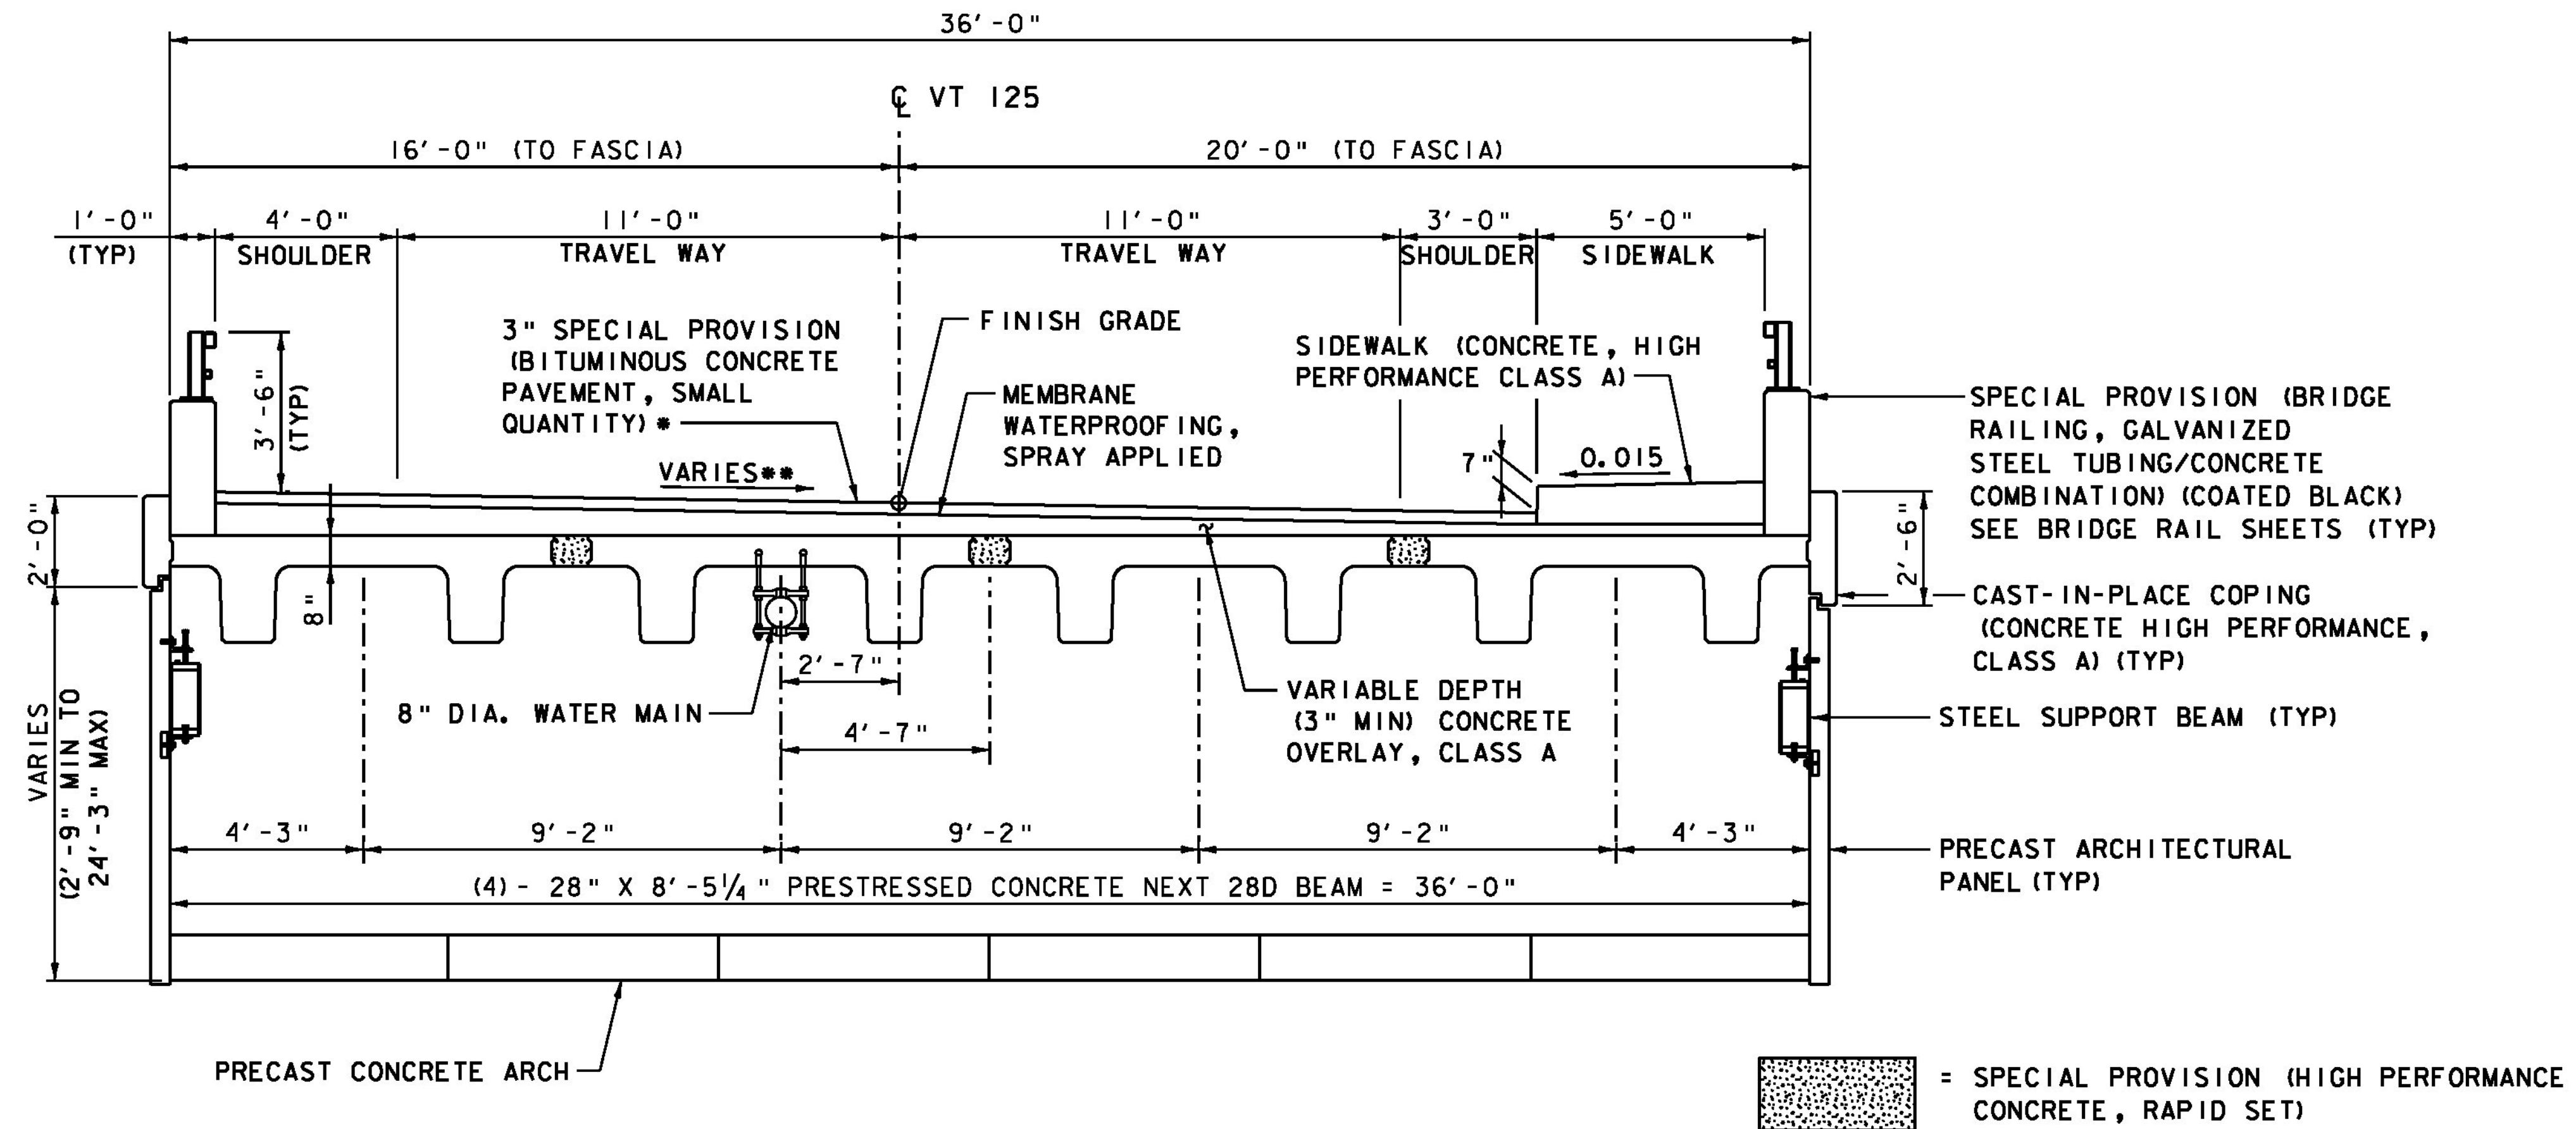 36'-0"
℄ VT 125
16'-0" (TO FASCIA)
20'-0" (TO FASCIA)
1'-0"
(TYP)
4'-0"
SHOULDER
11'-0"
TRAVEL WAY
11'-0"
TRAVEL WAY
3'-0"
SHOULDER
5'-0"
SIDEWALK
3" SPECIAL PROVISION
(BITUMINOUS CONCRETE
PAVEMENT, SMALL
QUANTITY) *
FINISH GRADE
MEMBRANE
WATERPROOFING,
SPRAY APPLIED
SIDEWALK (CONCRETE, HIGH
PERFORMANCE CLASS A)
3'-6"
(TYP)
VARIES**
7"
0.015
SPECIAL PROVISION (BRIDGE
RAILING, GALVANIZED
STEEL TUBING/CONCRETE
COMBINATION) (COATED BLACK)
SEE BRIDGE RAIL SHEETS (TYP)
2'-0"
8"
2'-6"
CAST-IN-PLACE COPING
(CONCRETE HIGH PERFORMANCE,
CLASS A) (TYP)
2'-7"
8" DIA. WATER MAIN
4'-7"
VARIABLE DEPTH
(3" MIN) CONCRETE
OVERLAY, CLASS A
STEEL SUPPORT BEAM (TYP)
VARIES
(2'-9" MIN TO
24'-3" MAX)
4'-3"
9'-2"
9'-2"
9'-2"
4'-3"
PRECAST ARCHITECTURAL
PANEL (TYP)
(4) - 28" X 8'-5¼" PRESTRESSED CONCRETE NEXT 28D BEAM = 36'-0"
PRECAST CONCRETE ARCH
= SPECIAL PROVISION (HIGH PERFORMANCE
CONCRETE, RAPID SET)